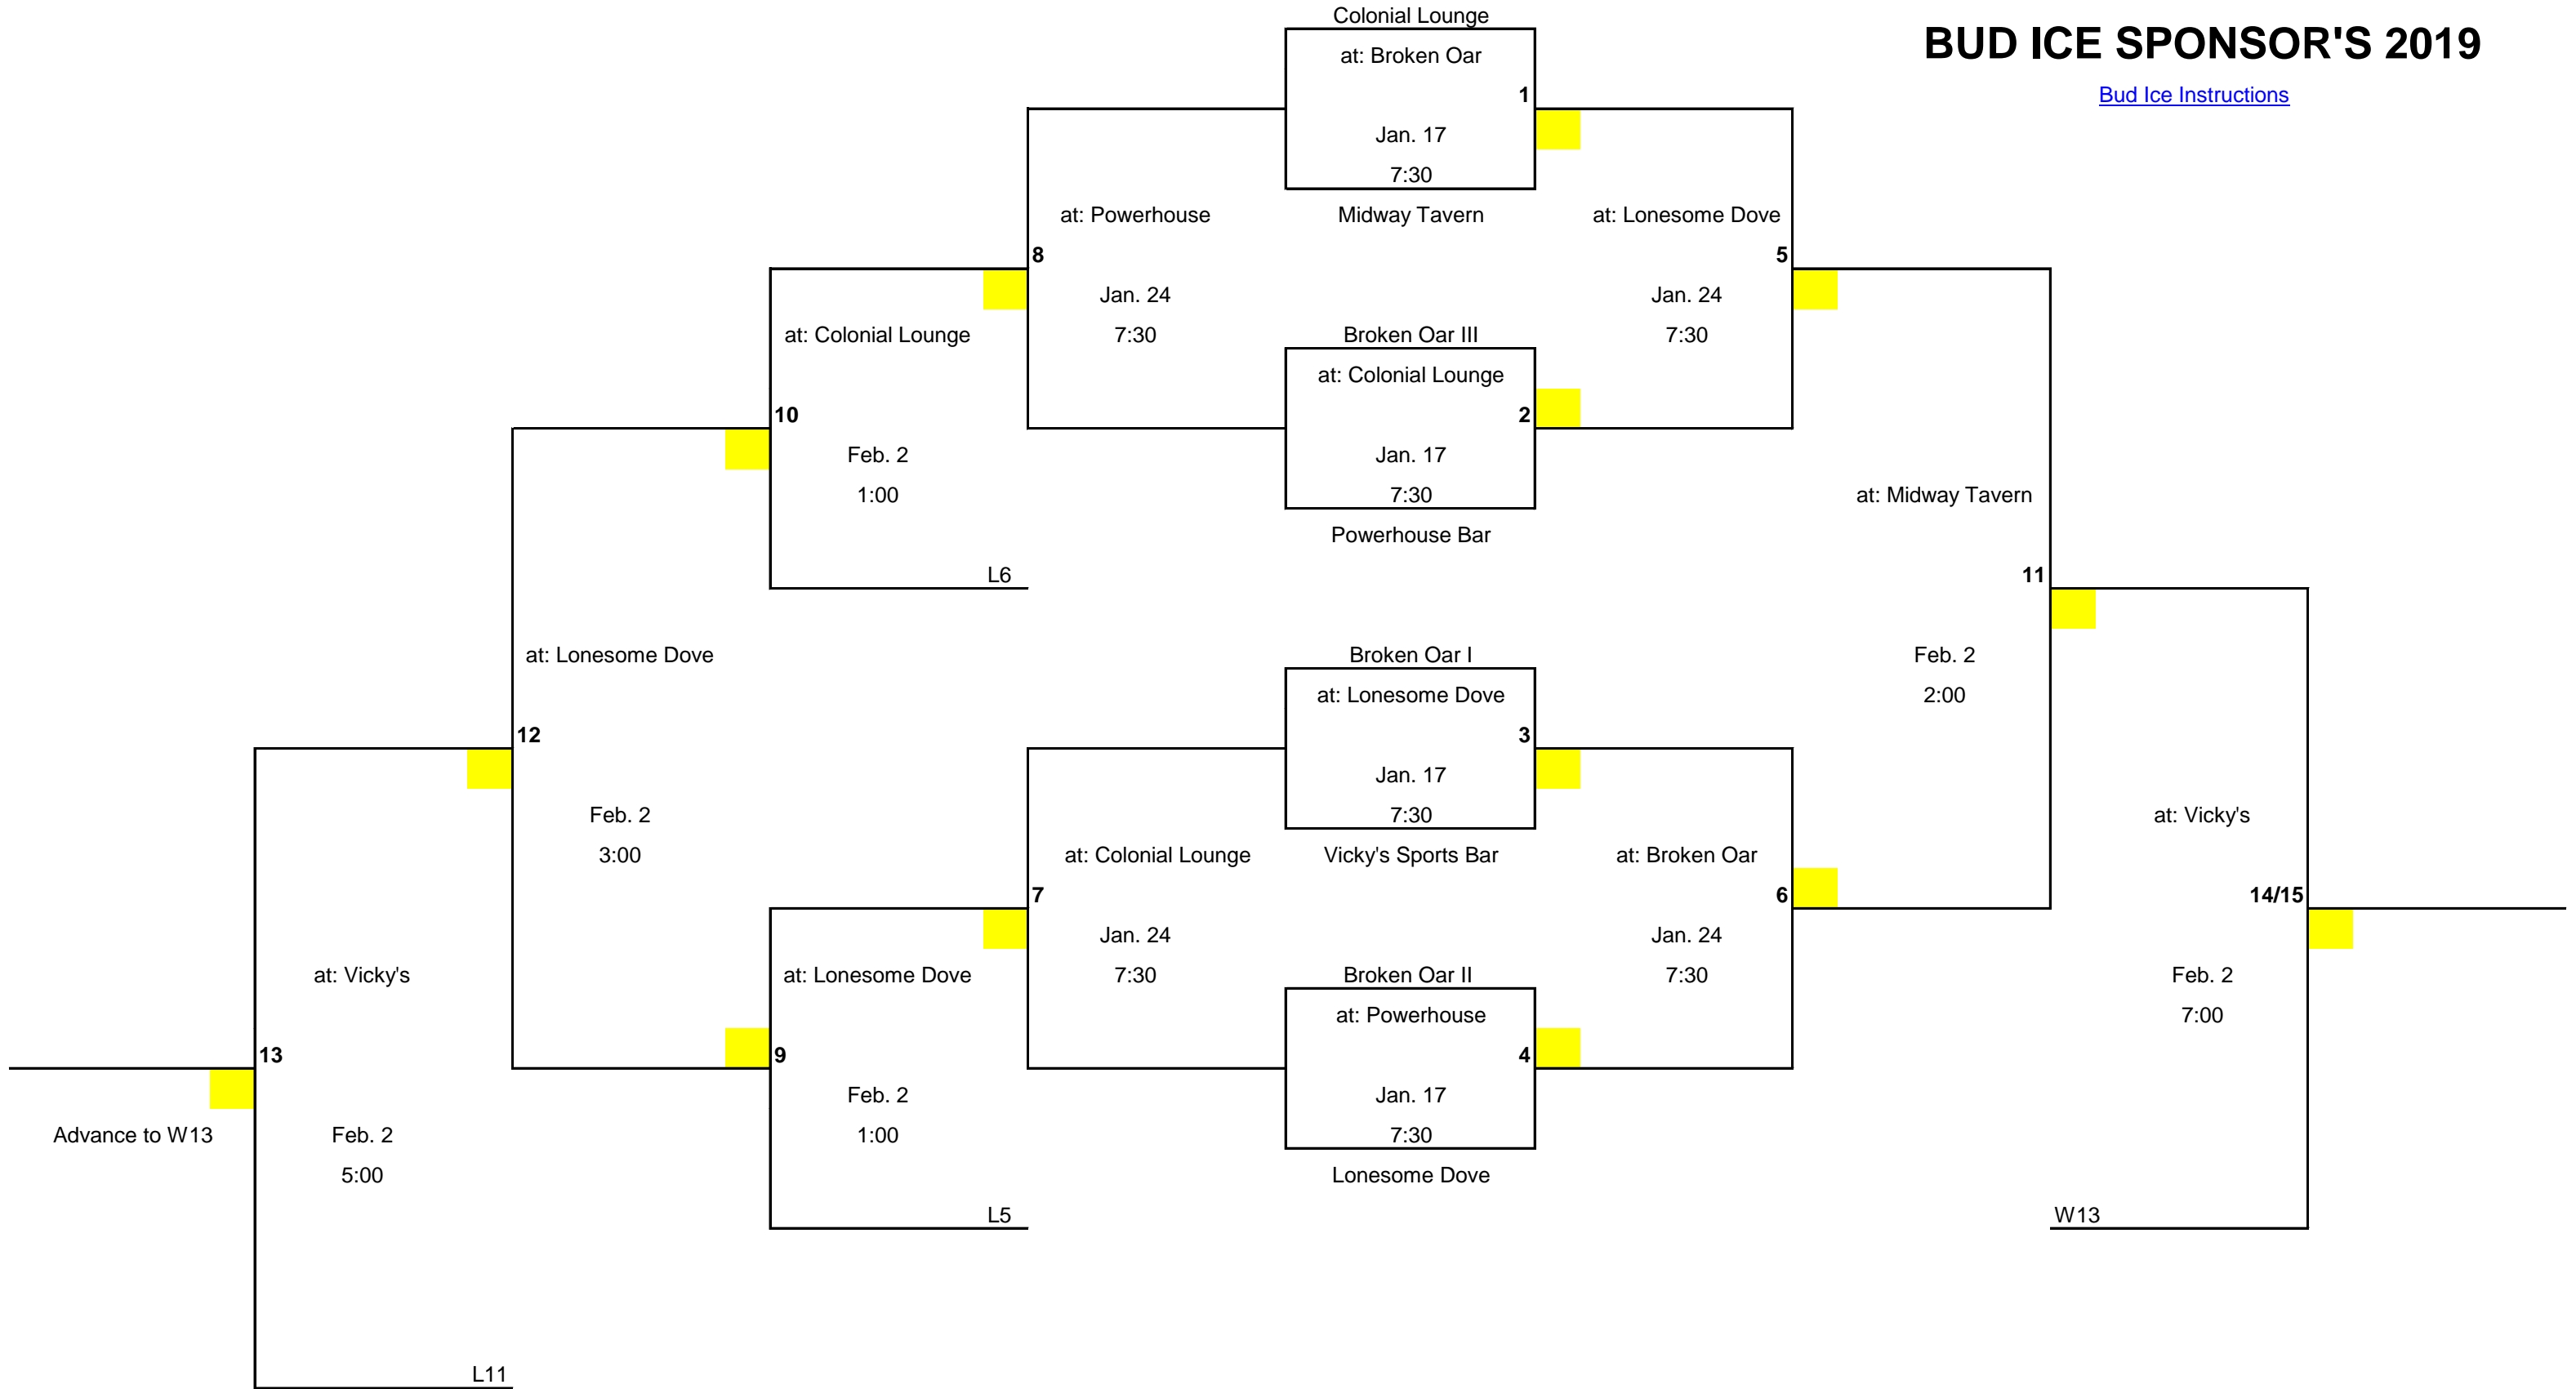 Colonial Lounge
BUD ICE SPONSOR'S 2019
at: Broken Oar
Bud Ice Instructions
1
Jan. 17
7:30
at: Powerhouse
Midway Tavern
at: Lonesome Dove
8
5
Jan. 24
Jan. 24
at: Colonial Lounge
7:30
Broken Oar III
7:30
at: Colonial Lounge
10
2
Feb. 2
Jan. 17
1:00
7:30
at: Midway Tavern
Powerhouse Bar
L6
11
at: Lonesome Dove
Broken Oar I
Feb. 2
at: Lonesome Dove
2:00
12
3
Jan. 17
Feb. 2
7:30
at: Vicky's
3:00
at: Colonial Lounge
Vicky's Sports Bar
at: Broken Oar
7
6
14/15
Jan. 24
Jan. 24
at: Vicky's
at: Lonesome Dove
7:30
Broken Oar II
7:30
Feb. 2
at: Powerhouse
7:00
13
9
4
Feb. 2
Jan. 17
Advance to W13
Feb. 2
1:00
7:30
5:00
Lonesome Dove
L5
W13
L11